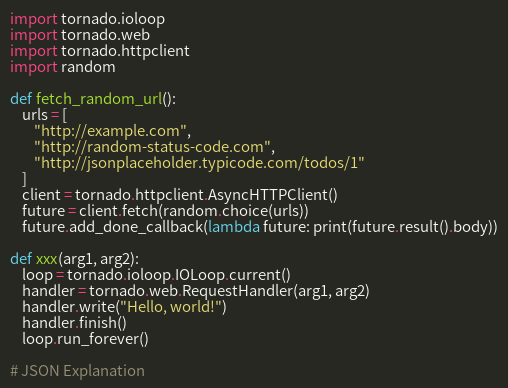 import tornado.ioloop
import tornado.web
import tornado.httpclient
import random

def fetch_random_url():
    urls = [
        "http://example.com",
        "http://random-status-code.com",
        "http://jsonplaceholder.typicode.com/todos/1"
    ]
    client = tornado.httpclient.AsyncHTTPClient()
    future = client.fetch(random.choice(urls))
    future.add_done_callback(lambda future: print(future.result().body))

def xxx(arg1, arg2):
    loop = tornado.ioloop.IOLoop.current()
    handler = tornado.web.RequestHandler(arg1, arg2)
    handler.write("Hello, world!")
    handler.finish()
    loop.run_forever()

# JSON Explanation